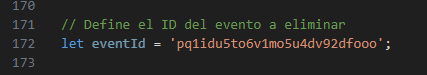 170
171 // Define el ID del evento a eliminar
172 let eventId = 'pq1idu5to6v1mo5u4dv92dfooo';
173